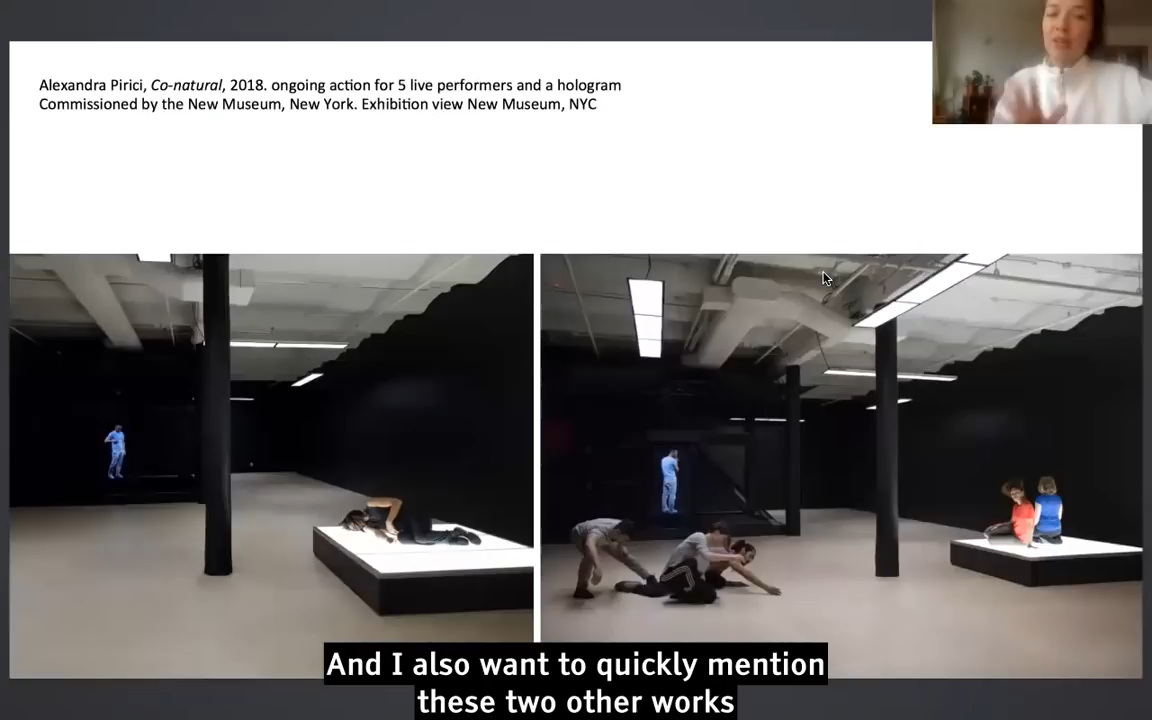 Alexandra Pirici, Co-natural, 2018. ongoing action for 5 live performers and a hologram
Commissioned by the New Museum, New York. Exhibition view New Museum, NYC
And I also want to quickly mention
these two other works